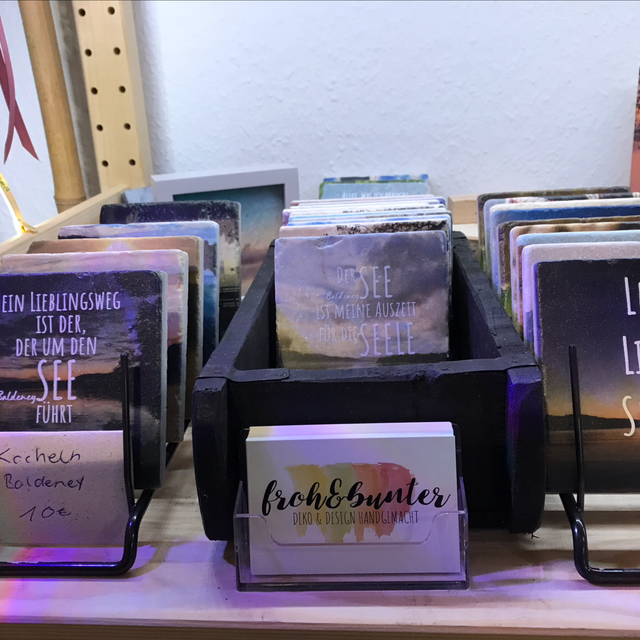 EIN LIEBLINGSWEG
IST DER,
DER UM DEN
Baldeney SEE
FÜHRT
Kacheln
Baldeney
10€
DER
Baldeney SEE
IST MEINE AUSZEIT
FÜR DIE SEELE
froh&bunter
DEKO & DESIGN HANDGEMACHT
L
LI
S